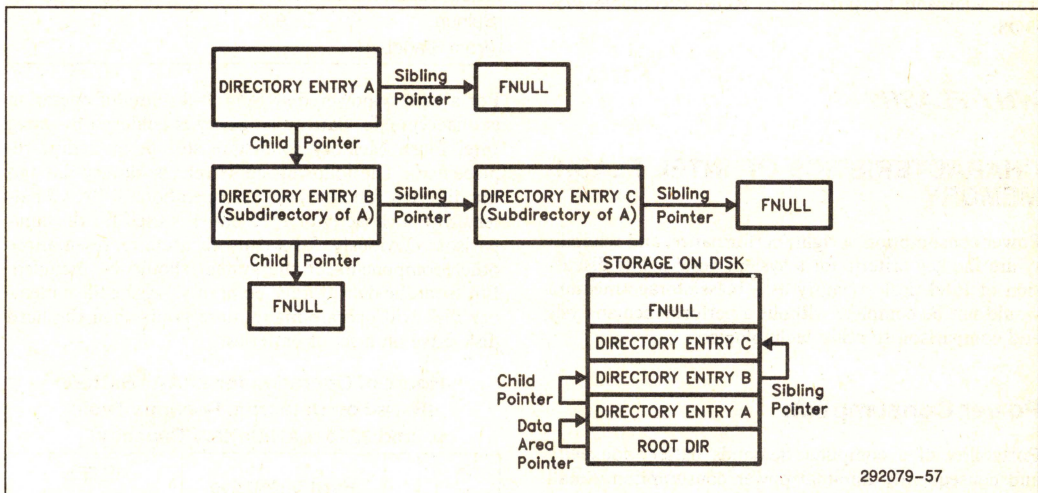 DIRECTORY ENTRY A
Sibling
Pointer
FNULL
Child Pointer
DIRECTORY ENTRY B
(Subdirectory of A)
Sibling
Pointer
DIRECTORY ENTRY C
(Subdirectory of A)
Sibling
Pointer
FNULL
Child Pointer
FNULL
STORAGE ON DISK
FNULL
DIRECTORY ENTRY C
DIRECTORY ENTRY B
DIRECTORY ENTRY A
ROOT DIR
Child
Pointer
Data
Area
Pointer
Sibling
Pointer
292079-57